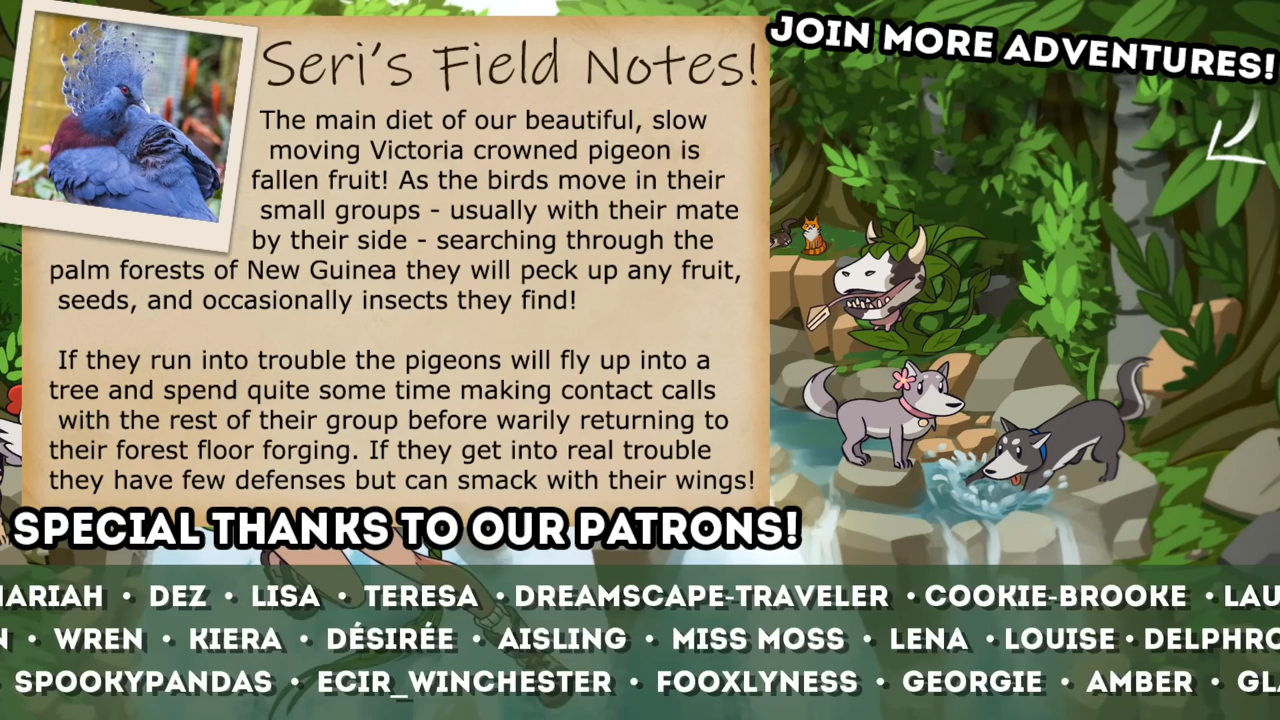 Seri's Field Notes!
JOIN MORE ADVENTURES!
The main diet of our beautiful, slow
moving Victoria crowned pigeon is
fallen fruit! As the birds move in their
small groups - usually with their mate
by their side - searching through the
palm forests of New Guinea they will peck up any fruit,
seeds, and occasionally insects they find!
If they run into trouble the pigeons will fly up into a
tree and spend quite some time making contact calls
with the rest of their group before warily returning to
their forest floor forging. If they get into real trouble
they have few defenses but can smack with their wings!
SPECIAL THANKS TO OUR PATRONS!
• DEZ • LISA • TERESA • DREAMSCAPE-TRAVELER • COOKIE-BROOKE •
• WREN • KIERA • DÉSIRÉE • AISLING • MISS MOSS • LENA • LOUISE •
• SPOOKYPANDAS • ECIR_WINCHESTER • FOOXLYNESS • GEORGIE • AMBER •